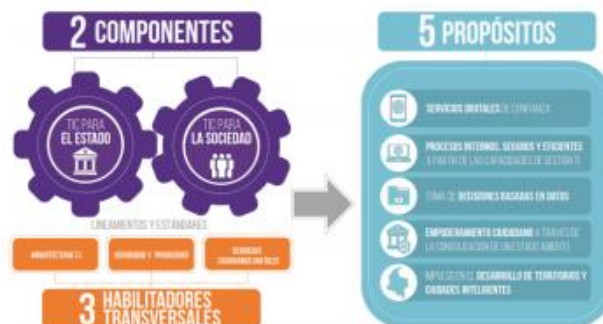 2 COMPONENTES
TIC PARA
EL ESTADO
TIC PARA
LA SOCIEDAD
LINEAMIENTOS Y ESTÁNDARES
ARQUITECTURA TI
SEGURIDAD Y PRIVACIDAD
SERVICIOS
CIUDADANOS DIGITALES
3 HABILITADORES
TRANSVERSALES
5 PROPÓSITOS
SERVICIOS DIGITALES DE CONFIANZA
PROCESOS INTERNOS, SEGUROS Y EFICIENTES
A PARTIR DE LAS CAPACIDADES DE GESTIÓN TI
TOMA DE DECISIONES BASADAS EN DATOS
EMPODERAMIENTO CIUDADANO A TRAVÉS DE
LA CONSOLIDACIÓN DE UN ESTADO ABIERTO
IMPULSO EN EL DESARROLLO DE TERRITORIOS Y
CIUDADES INTELIGENTES